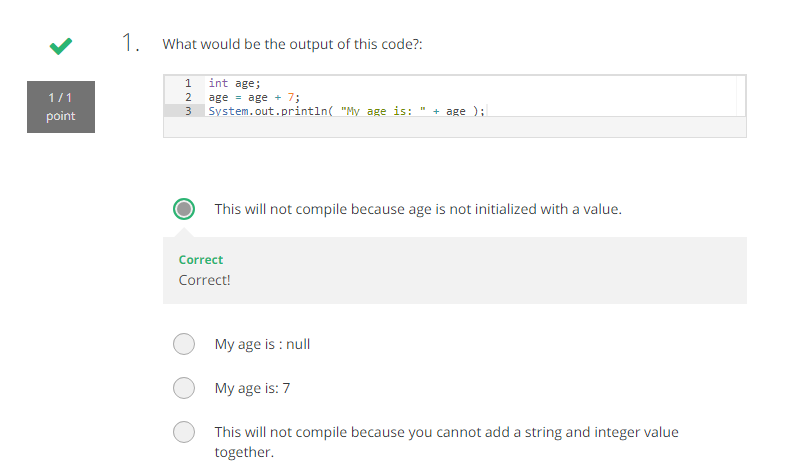 1. What would be the output of this code?:
1 / 1
point
1 int age;
2 age = age + 7;
3 System.out.println( "My age is: " + age );
This will not compile because age is not initialized with a value.
Correct
Correct!
My age is : null
My age is: 7
This will not compile because you cannot add a string and integer value
together.